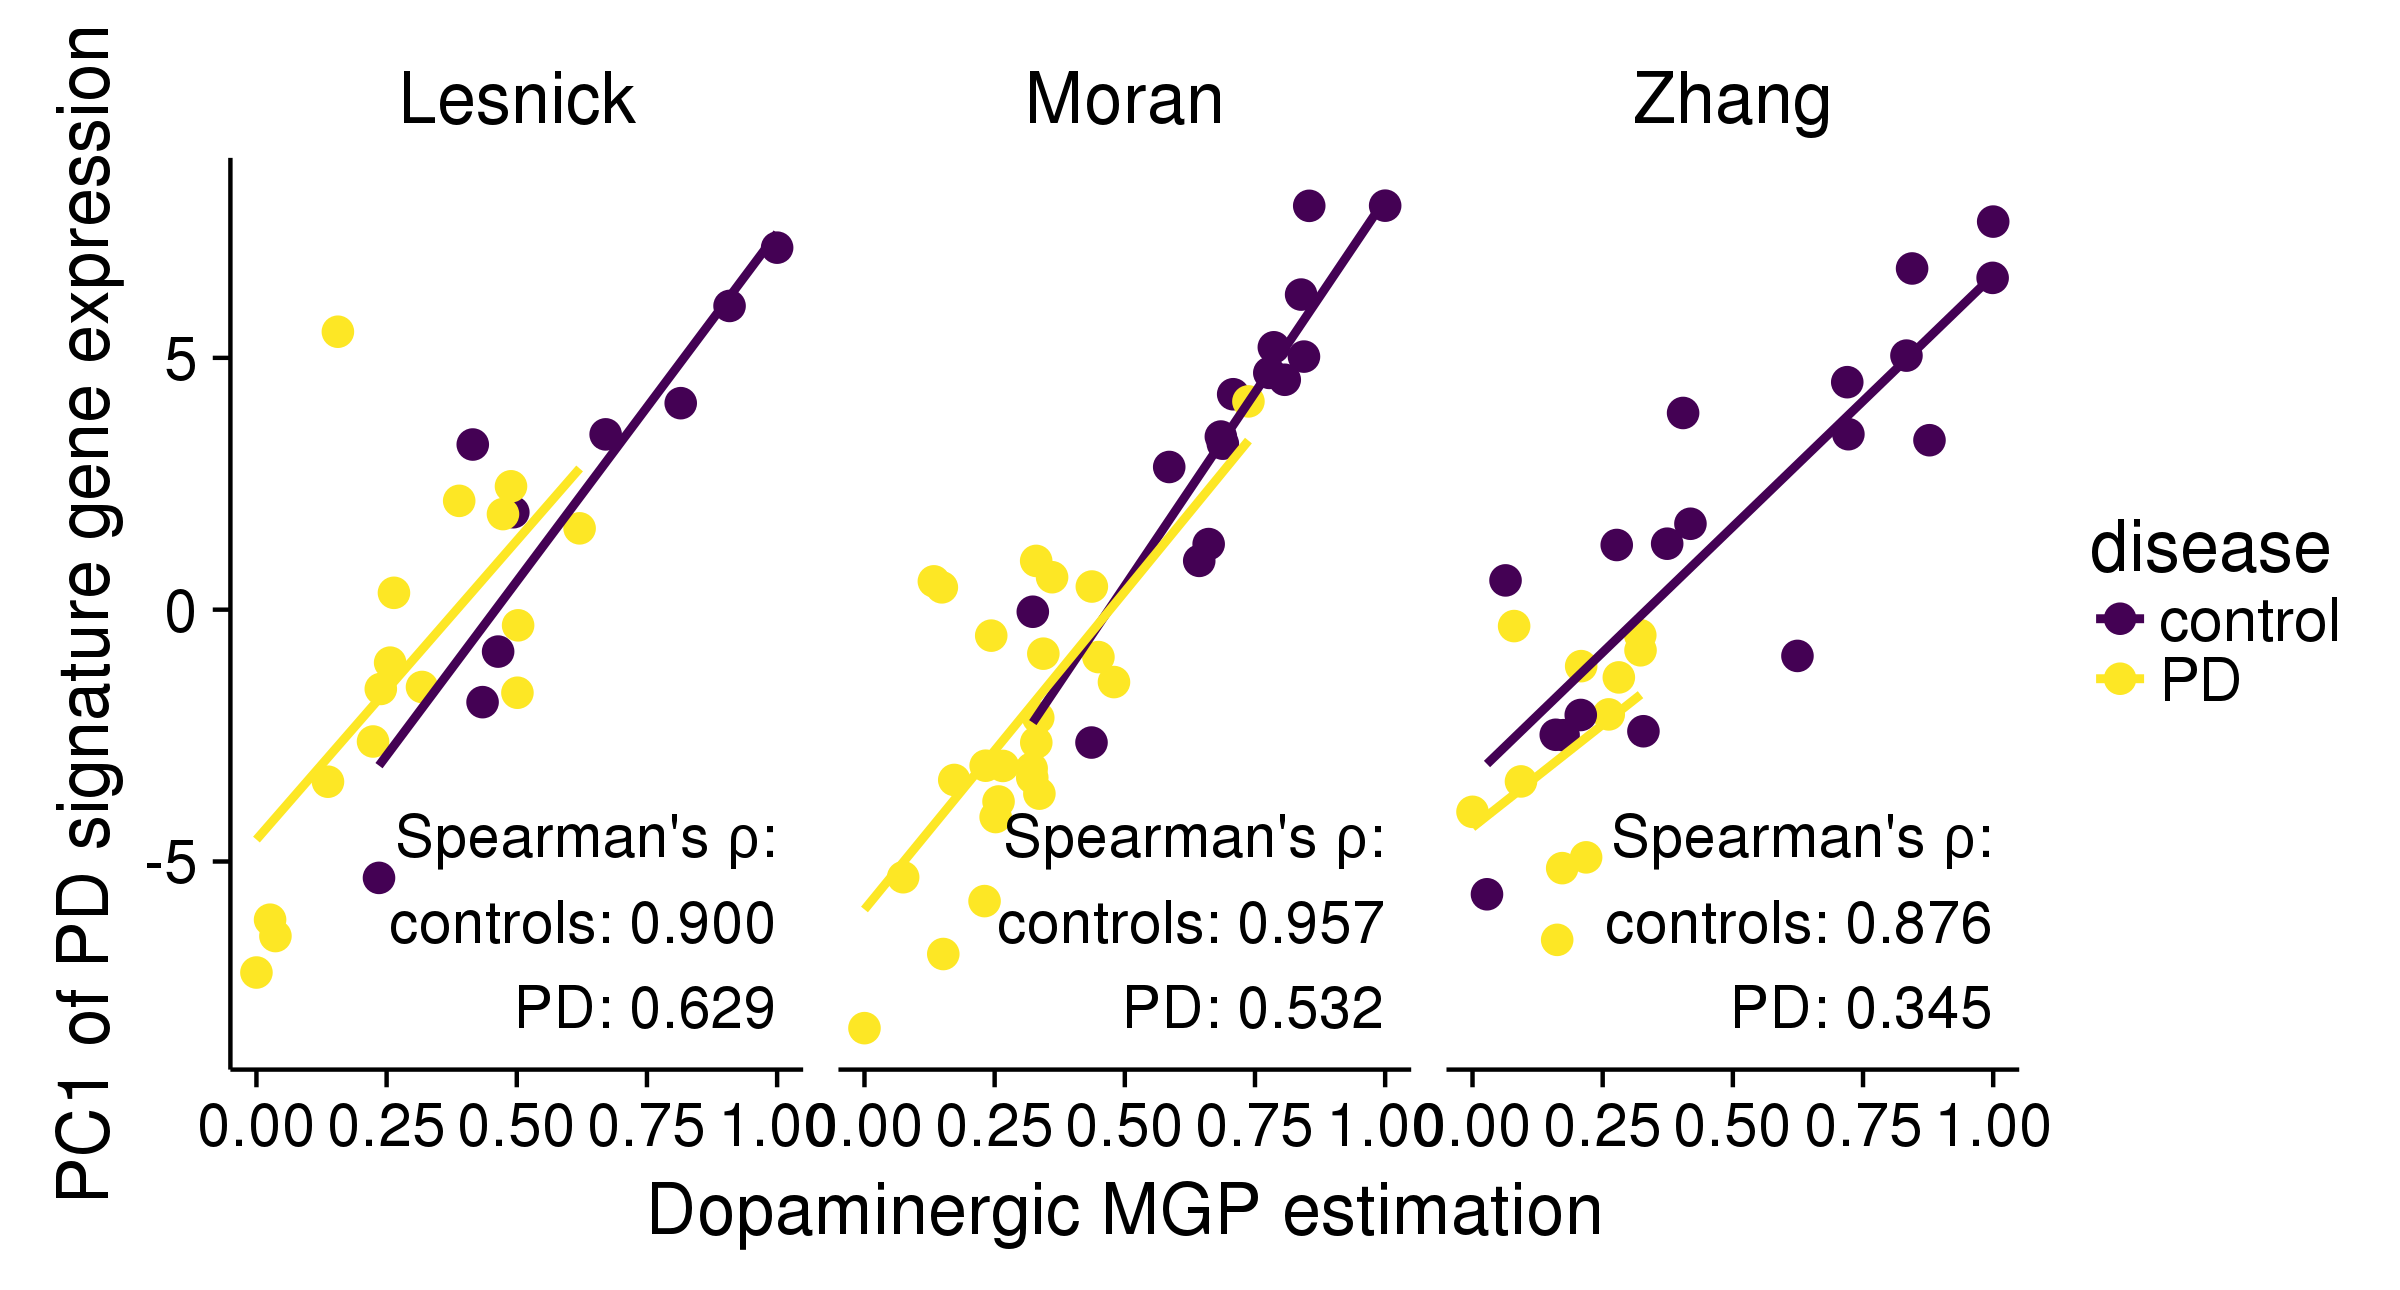 PC1 of PD signature gene expression
Lesnick
Moran
Zhang
5
0
-5
Spearman's ρ:
controls: 0.900
PD: 0.629
Spearman's ρ:
controls: 0.957
PD: 0.532
Spearman's ρ:
controls: 0.876
PD: 0.345
0.00 0.25 0.50 0.75 1.00
0.00 0.25 0.50 0.75 1.00
0.00 0.25 0.50 0.75 1.00
Dopaminergic MGP estimation
disease
control
PD